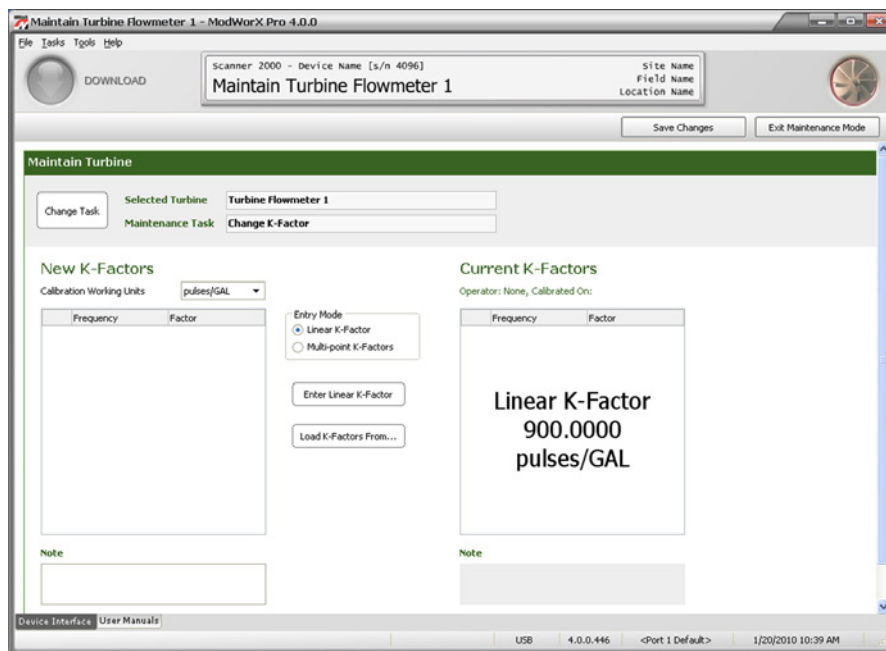 Maintain Turbine Flowmeter 1 - ModWorX Pro 4.0.0
File Tasks Tools Help
DOWNLOAD
Scanner 2000 - Device Name [s/n 4096]
Maintain Turbine Flowmeter 1
Site Name
Field Name
Location Name
Save Changes
Exit Maintenance Mode
Maintain Turbine
Change Task
Selected Turbine Turbine Flowmeter 1
Maintenance Task Change K-Factor
New K-Factors
Calibration Working Units pulses/GAL
Frequency Factor
Entry Mode
Linear K-Factor
Multi-point K-Factors
Enter Linear K-Factor
Load K-Factors From...
Note
Current K-Factors
Operator: None, Calibrated On:
Frequency Factor
Linear K-Factor
900.0000
pulses/GAL
Note
Device Interface User Manuals
USB 4.0.0.446 <Port 1 Default> 1/20/2010 10:39 AM